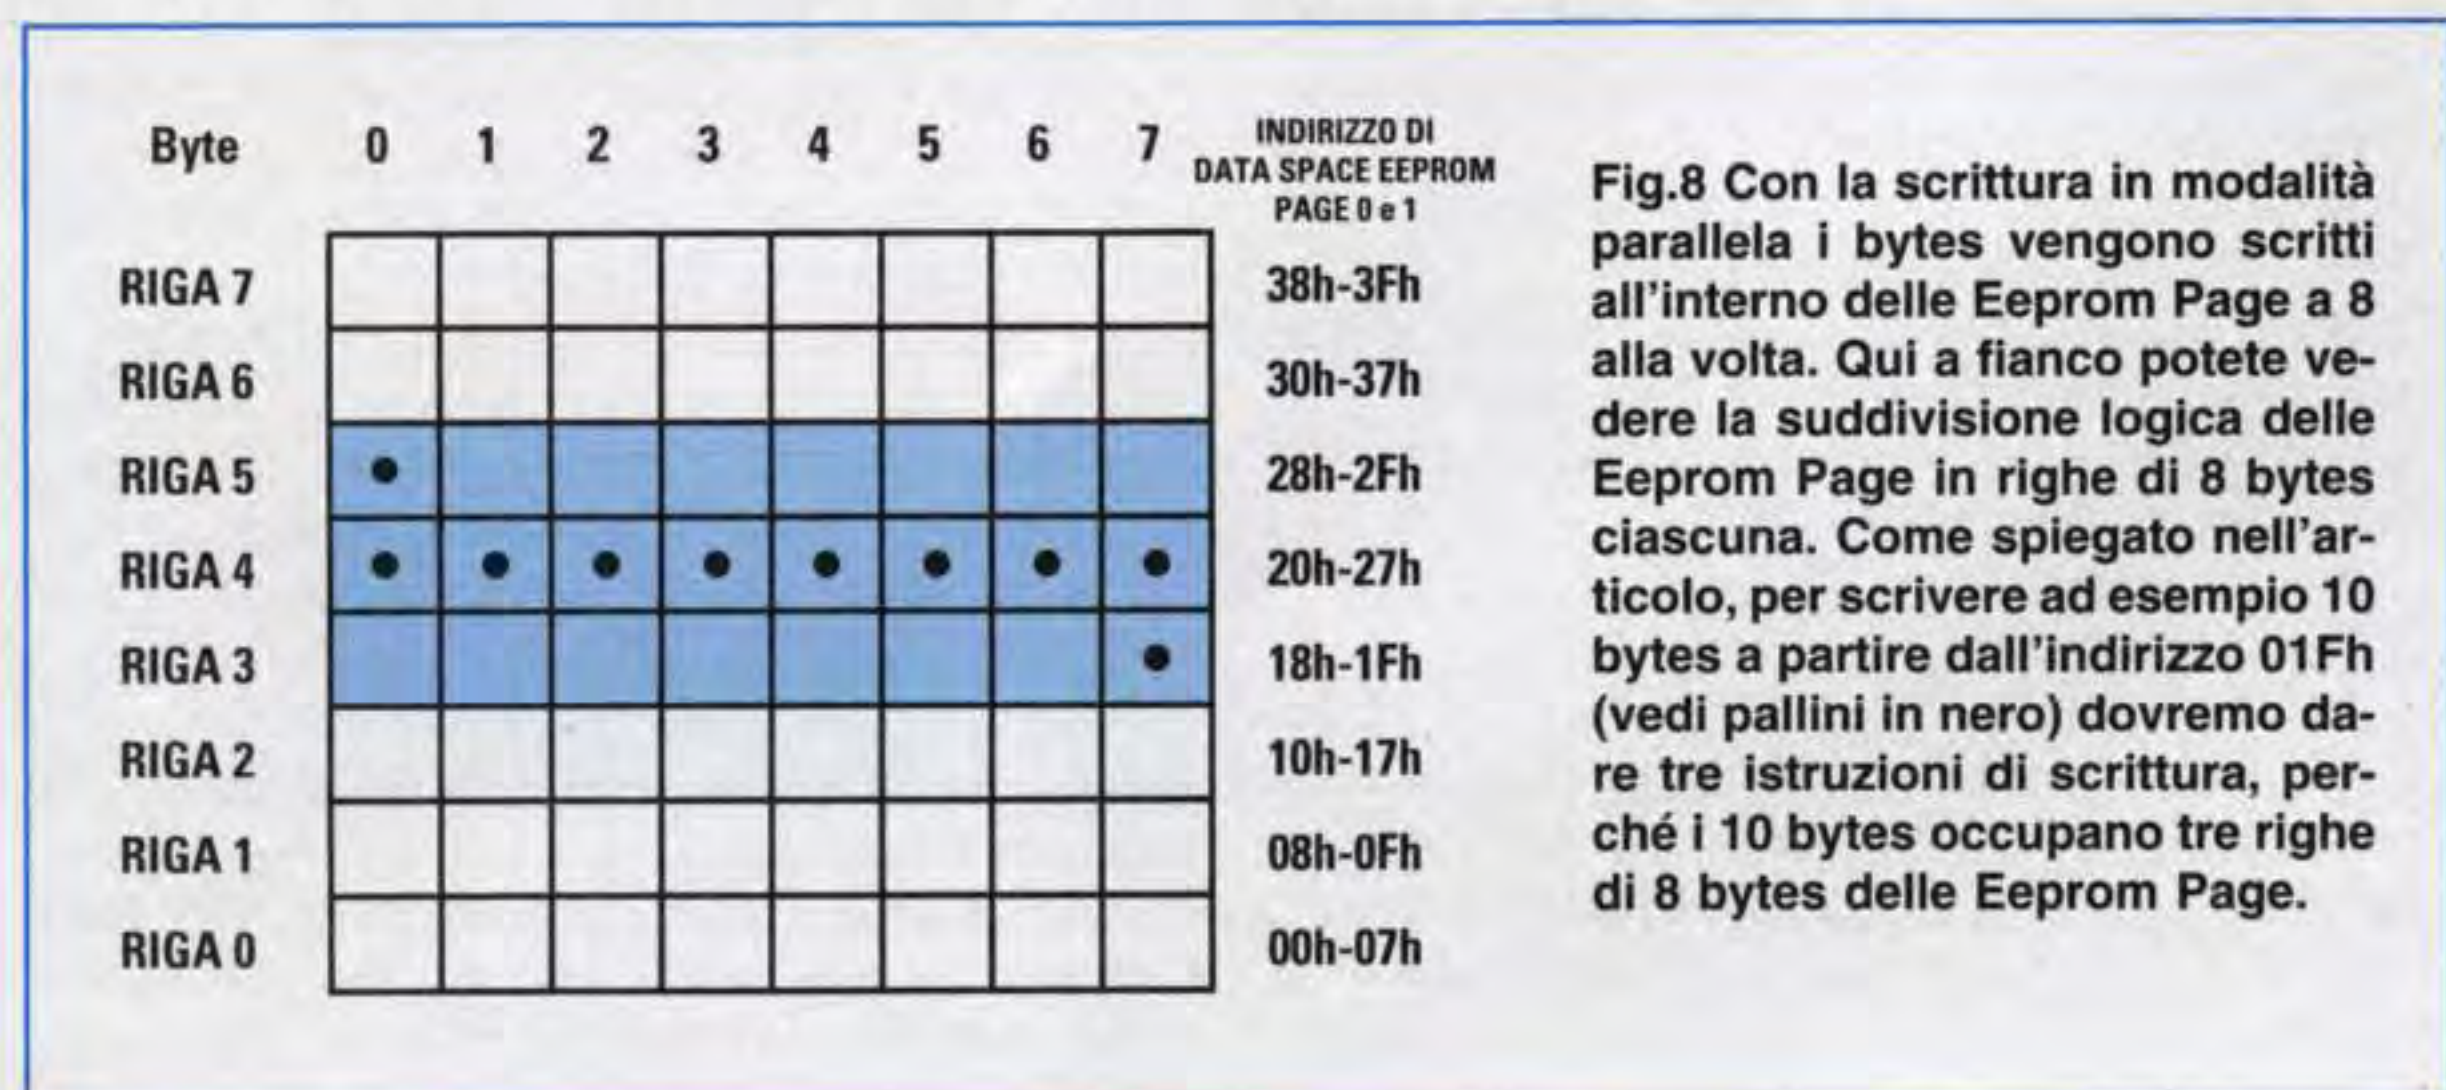 Byte 0 1 2 3 4 5 6 7
INDIRIZZO DI
DATA SPACE EEPROM
PAGE 0 e 1
RIGA 7 38h-3Fh
RIGA 6 30h-37h
RIGA 5 28h-2Fh
RIGA 4 20h-27h
RIGA 3 18h-1Fh
RIGA 2 10h-17h
RIGA 1 08h-0Fh
RIGA 0 00h-07h
Fig.8 Con la scrittura in modalità
parallela i bytes vengono scritti
all'interno delle Eeprom Page a 8
alla volta. Qui a fianco potete ve-
dere la suddivisione logica delle
Eeprom Page in righe di 8 bytes
ciascuna. Come spiegato nell'ar-
ticolo, per scrivere ad esempio 10
bytes a partire dall'indirizzo 01Fh
(vedi pallini in nero) dovremo da-
re tre istruzioni di scrittura, per-
ché i 10 bytes occupano tre righe
di 8 bytes delle Eeprom Page.